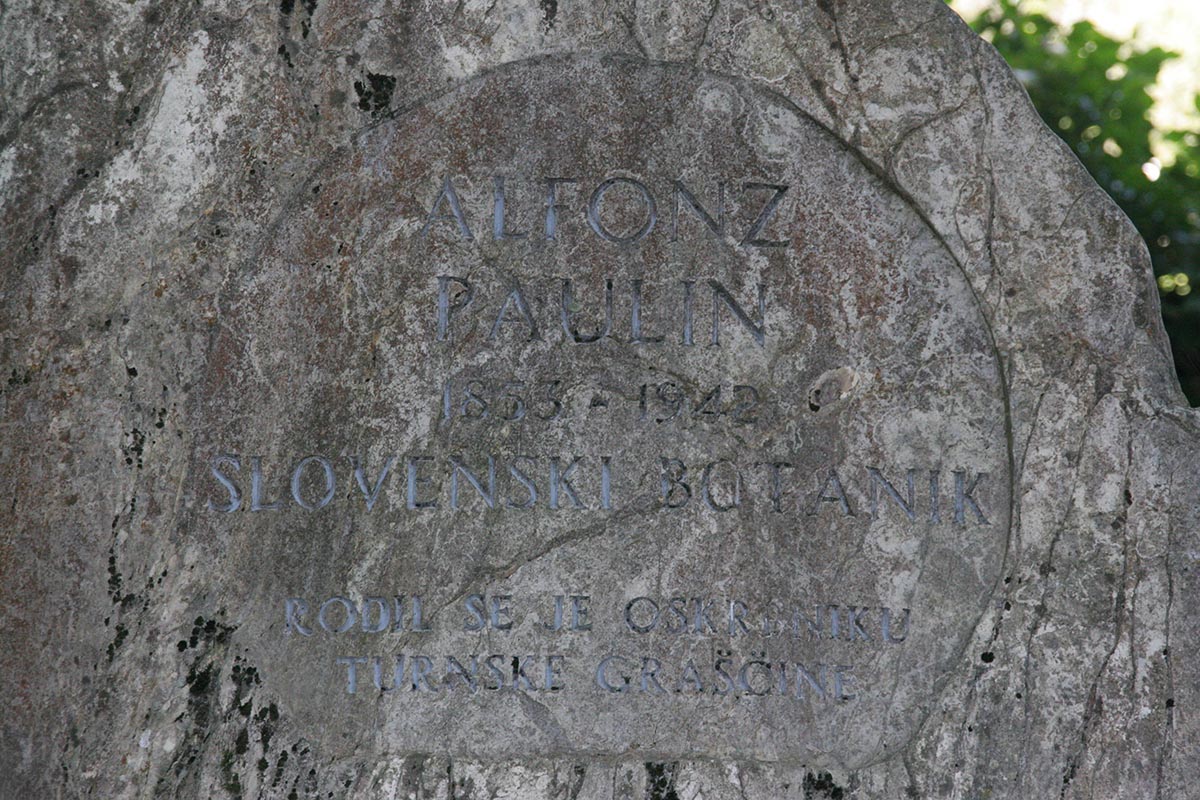 ALFONZ
PAULIN
1853 - 1942
SLOVENSKI BOTANIK
RODIL SE JE OSKRBNIKU
TURNSKE GRAŠČINE